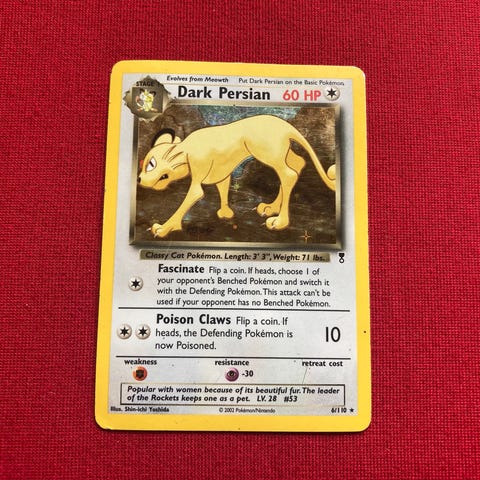 Evolves from Meowth Put Dark Persian on the Basic Pokémon.
STAGE 1
Dark Persian 60 HP
Classy Cat Pokémon. Length: 3' 3", Weight: 71 lbs.
Fascinate Flip a coin. If heads, choose 1 of
your opponent's Benched Pokémon and switch it
with the Defending Pokémon. This attack can't be
used if your opponent has no Benched Pokémon.
Poison Claws Flip a coin. If
heads, the Defending Pokémon is
now Poisoned.
10
weakness resistance retreat cost
-30
Popular with women because of its beautiful fur. The leader
of the Rockets keeps one as a pet. LV. 28 #53
Illus. Shin-ichi Yoshida © 2002 Pokémon/Nintendo 6/110 ★